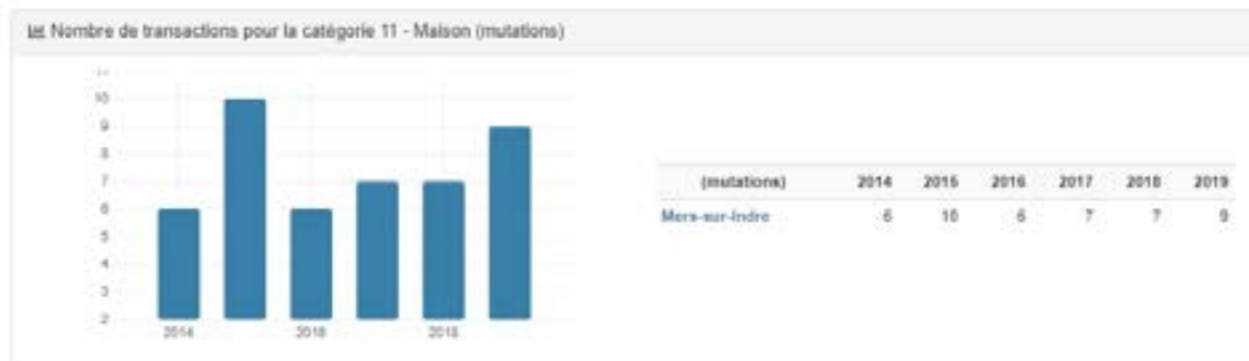 Nombre de transactions pour la catégorie 11 - Maison (mutations)
10
9
8
7
6
5
4
3
2
2014 2016 2018
(mutations) 2014 2015 2016 2017 2018 2019
Mers-sur-Indre 6 10 6 7 7 9